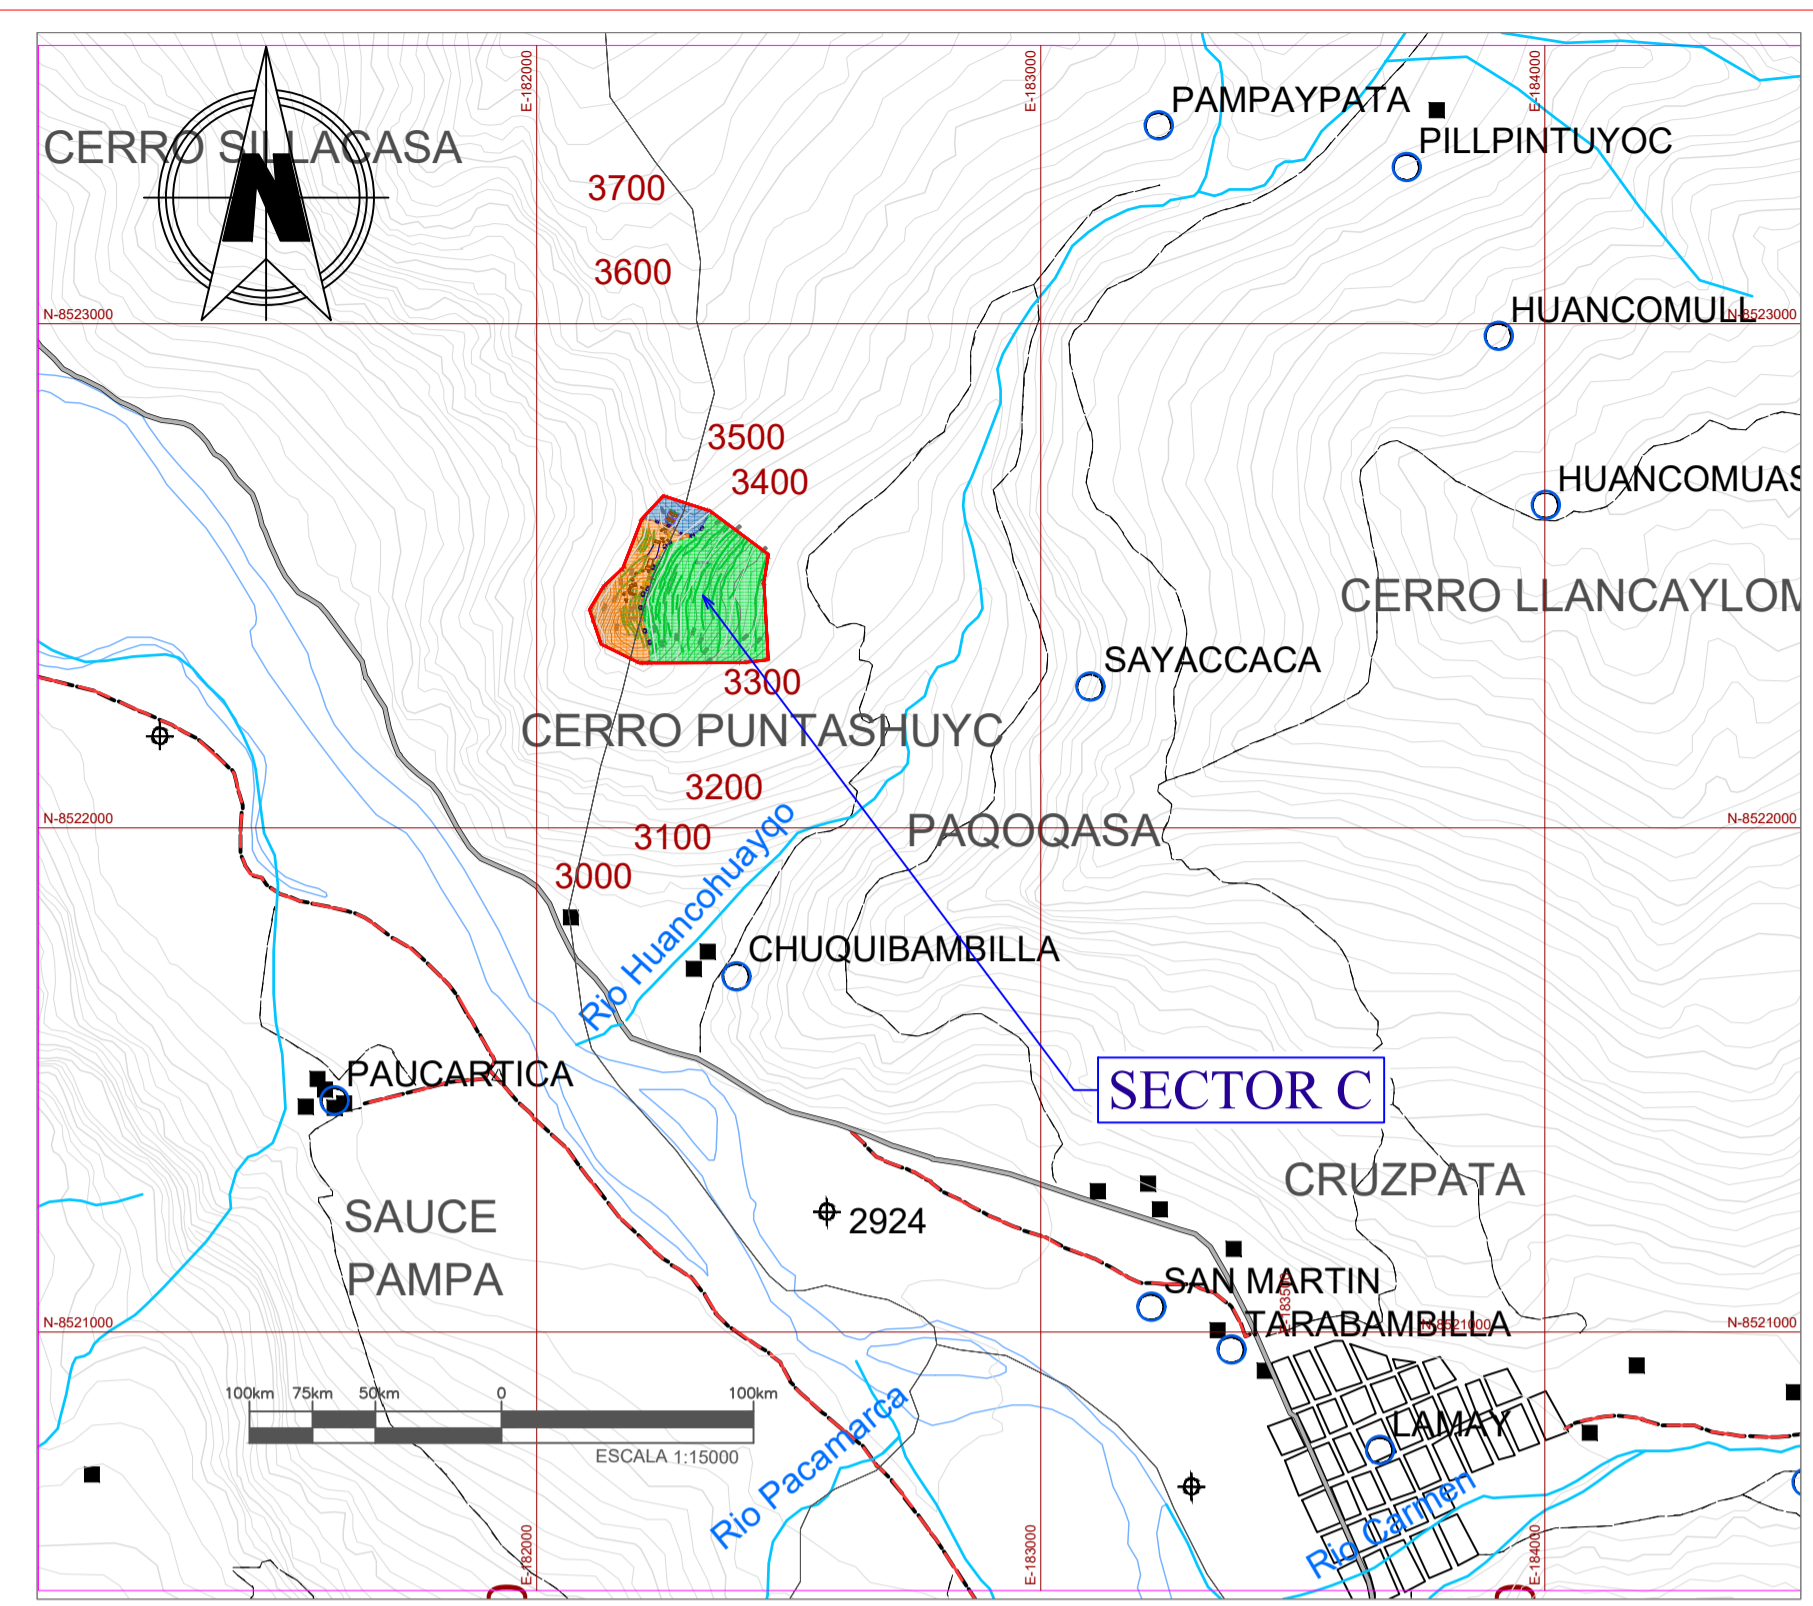 E-182000
E-183000
E-184000
PAMPAYPATA
PILLPINTUYOC
CERRO SILLACASA
N
3700
3600
HUANCOMULL
N-8523000
N-8523000
3500
3400
HUANCOMUAS
CERRO LLANCAYLOM
SAYACCACA
3300
CERRO PUNTASHUYC
3200
N-8522000
N-8522000
3100
PAQOQASA
3000
Rio Huancohuayqo
CHUQUIBAMBILLA
PAUCARTICA
SECTOR C
CRUZPATA
SAUCE
PAMPA
2924
SAN MARTIN
E-183500
TARABAMBILLA
N-8521000
N-8521000
N-8521000
100km 75km 50km 0 100km
ESCALA 1:15000
Rio Pacamarca
LAMAY
Rio Carmen
E-182000
E-183000
E-184000